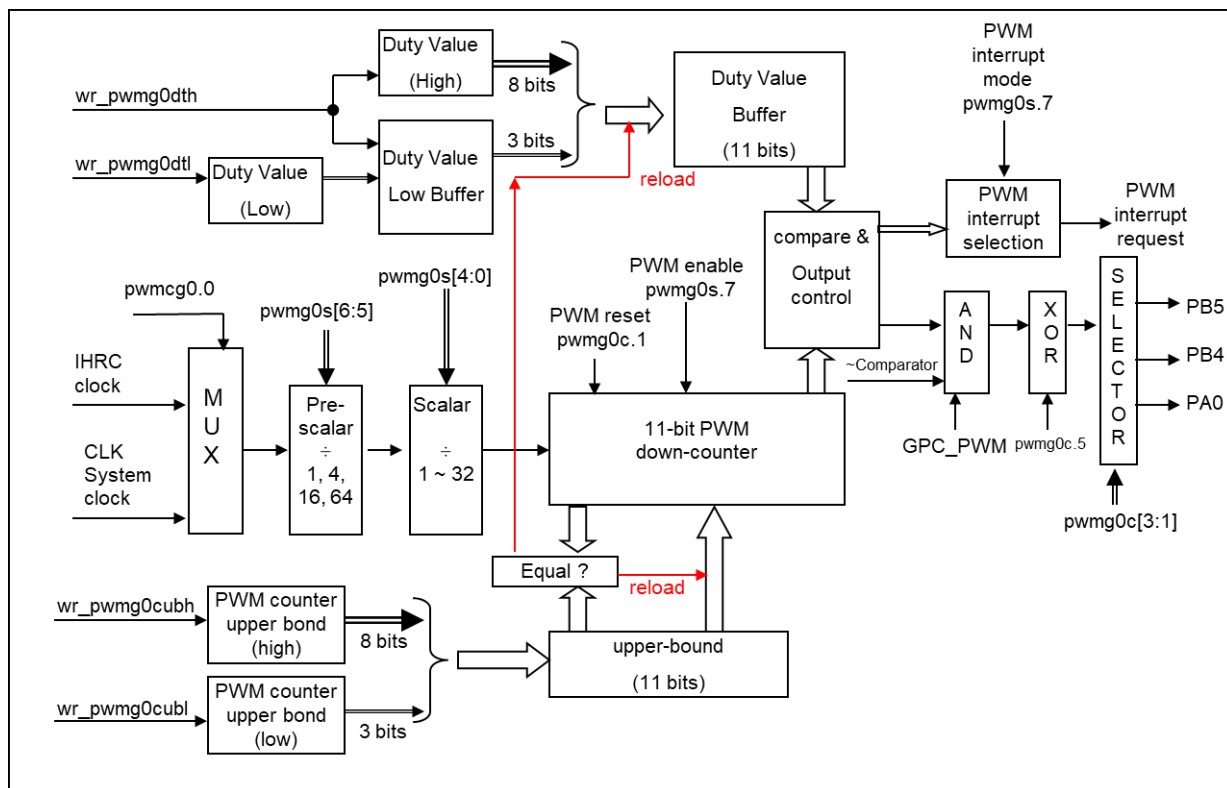 wr_pwmg0dth
Duty Value
(High)
8 bits
wr_pwmg0dtl
Duty Value
(Low)
Duty Value
Low Buffer
3 bits
reload
Duty Value
Buffer
(11 bits)
PWM
interrupt
mode
pwmg0s.7
PWM
interrupt
selection
PWM
interrupt
request
compare &
Output
control
pwmcg0.0
IHRC
clock
CLK
System
clock
M
U
X
pwmg0s[6:5]
Pre-
scalar
÷
1, 4,
16, 64
pwmg0s[4:0]
Scalar
÷
1 ~ 32
PWM reset
pwmg0c.1
PWM enable
pwmg0s.7
11-bit PWM
down-counter
~Comparator
A
N
D
GPC_PWM
X
O
R
pwmg0c.5
S
E
L
E
C
T
O
R
PB5
PB4
PA0
pwmg0c[3:1]
Equal ?
reload
wr_pwmg0cubh
PWM counter
upper bond
(high)
8 bits
wr_pwmg0cubl
PWM counter
upper bond
(low)
3 bits
upper-bound
(11 bits)